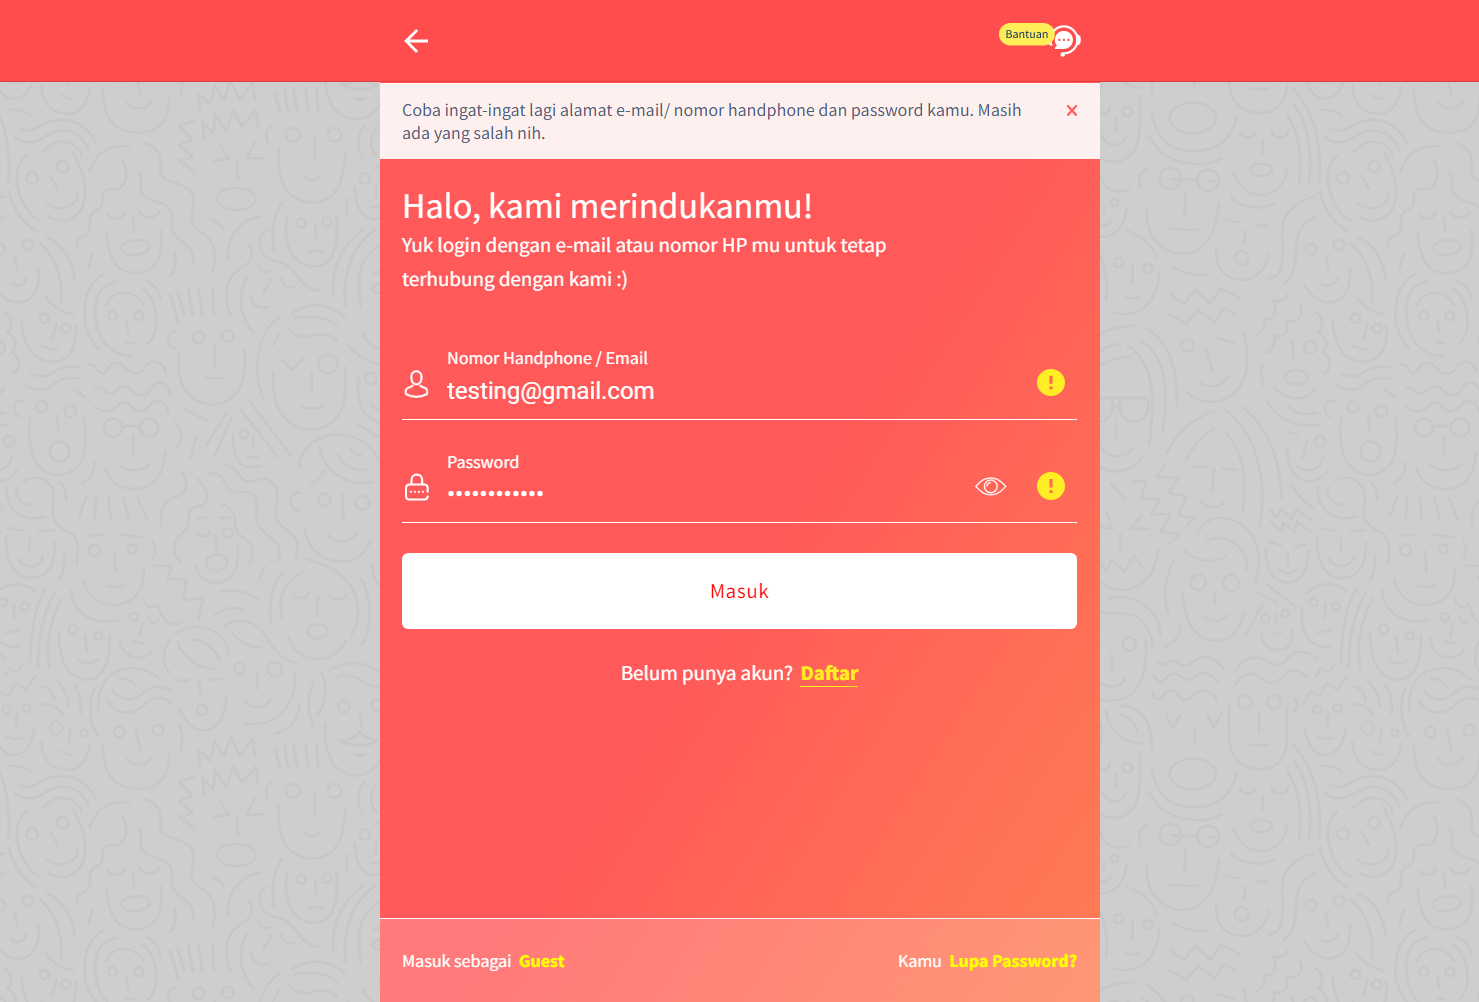 Bantuan
Coba ingat-ingat lagi alamat e-mail/ nomor handphone dan password kamu. Masih
ada yang salah nih.
Halo, kami merindukanmu!
Yuk login dengan e-mail atau nomor HP mu untuk tetap
terhubung dengan kami :)
Nomor Handphone / Email
testing@gmail.com
Password
••••••••••••
Masuk
Belum punya akun? Daftar
Masuk sebagai Guest
Kamu Lupa Password?